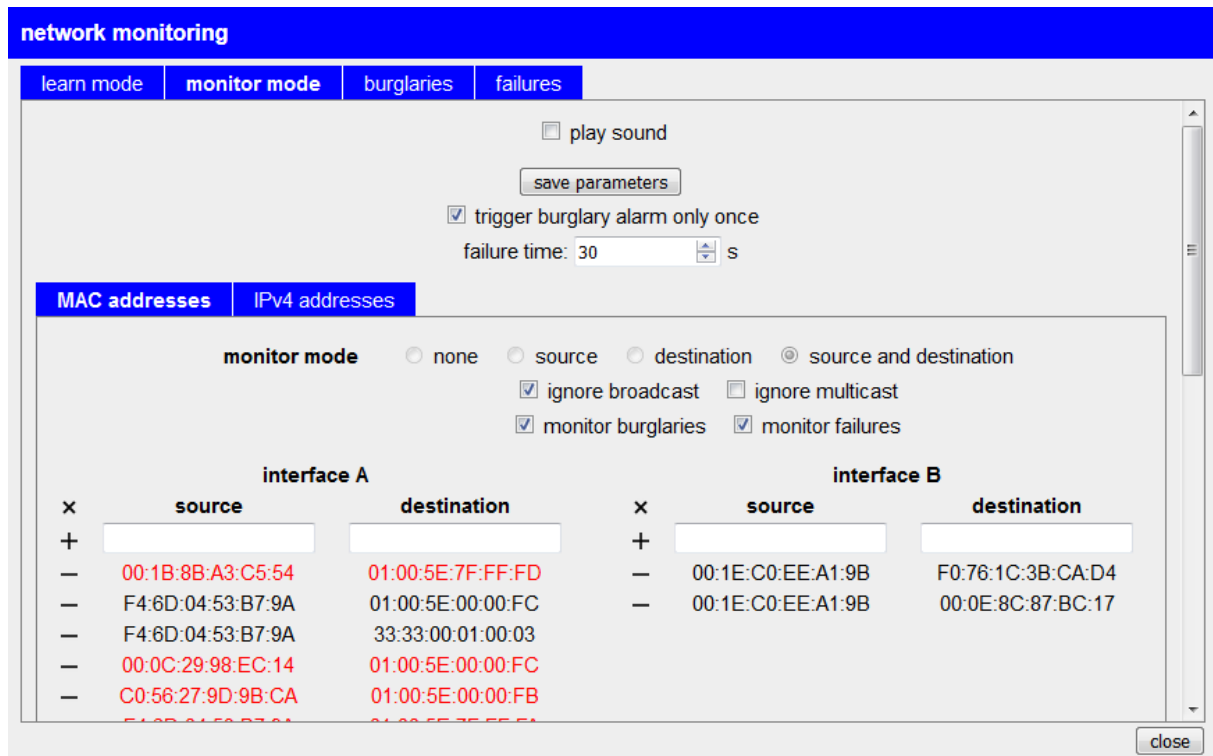 network monitoring
learn mode monitor mode burglaries failures
play sound
save parameters
trigger burglary alarm only once
failure time: 30 s
MAC addresses IPv4 addresses
monitor mode none source destination source and destination
ignore broadcast ignore multicast
monitor burglaries monitor failures
interface A interface B
× source destination × source destination
+ +
− 00:1B:8B:A3:C5:54 01:00:5E:7F:FF:FD − 00:1E:C0:EE:A1:9B F0:76:1C:3B:CA:D4
− F4:6D:04:53:B7:9A 01:00:5E:00:00:FC − 00:1E:C0:EE:A1:9B 00:0E:8C:87:BC:17
− F4:6D:04:53:B7:9A 33:33:00:01:00:03
− 00:0C:29:98:EC:14 01:00:5E:00:00:FC
− C0:56:27:9D:9B:CA 01:00:5E:00:00:FB
close